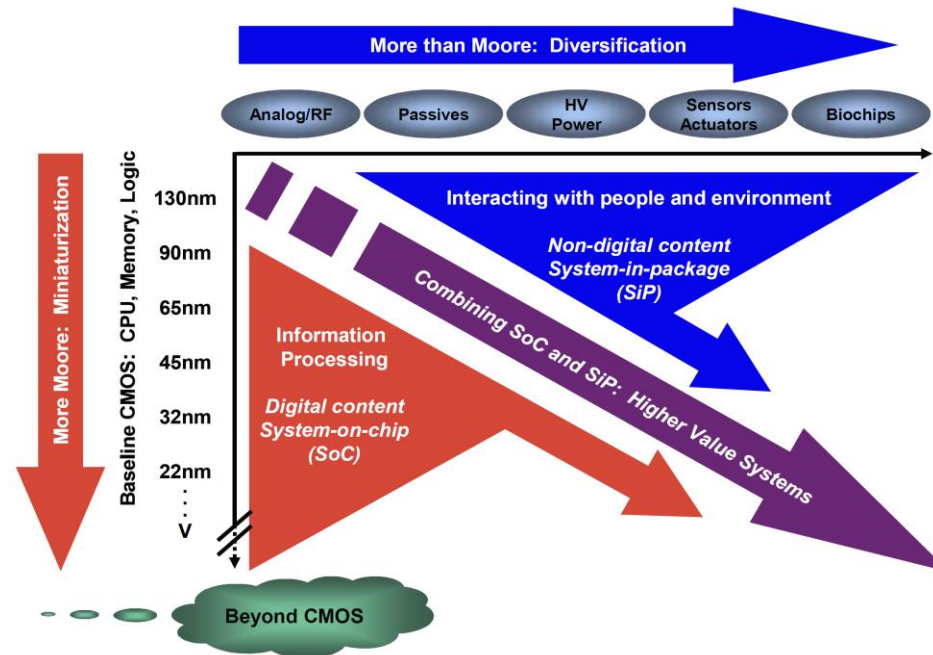 More than Moore: Diversification
Analog/RF
Passives
HV
Power
Sensors
Actuators
Biochips
More Moore: Miniaturization
Baseline CMOS: CPU, Memory, Logic
130nm
90nm
65nm
45nm
32nm
22nm
V
Interacting with people and environment
Non-digital content
System-in-package
(SiP)
Combining SoC and SiP: Higher Value Systems
Information
Processing
Digital content
System-on-chip
(SoC)
Beyond CMOS